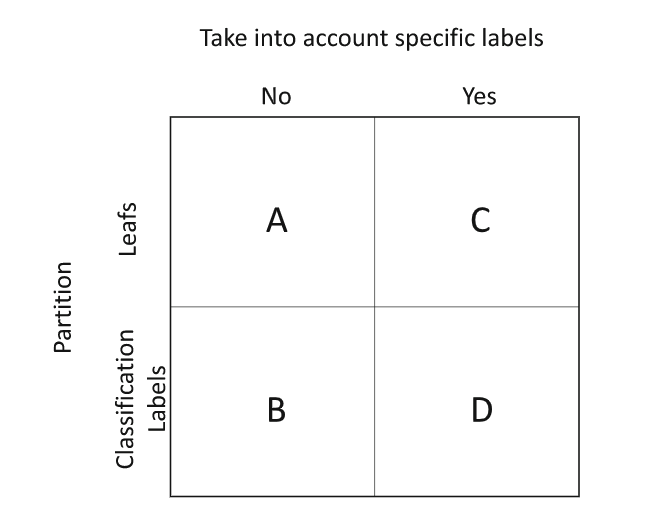 Take into account specific labels
No Yes
Leafs
A C
Partition
Classification
Labels
B D